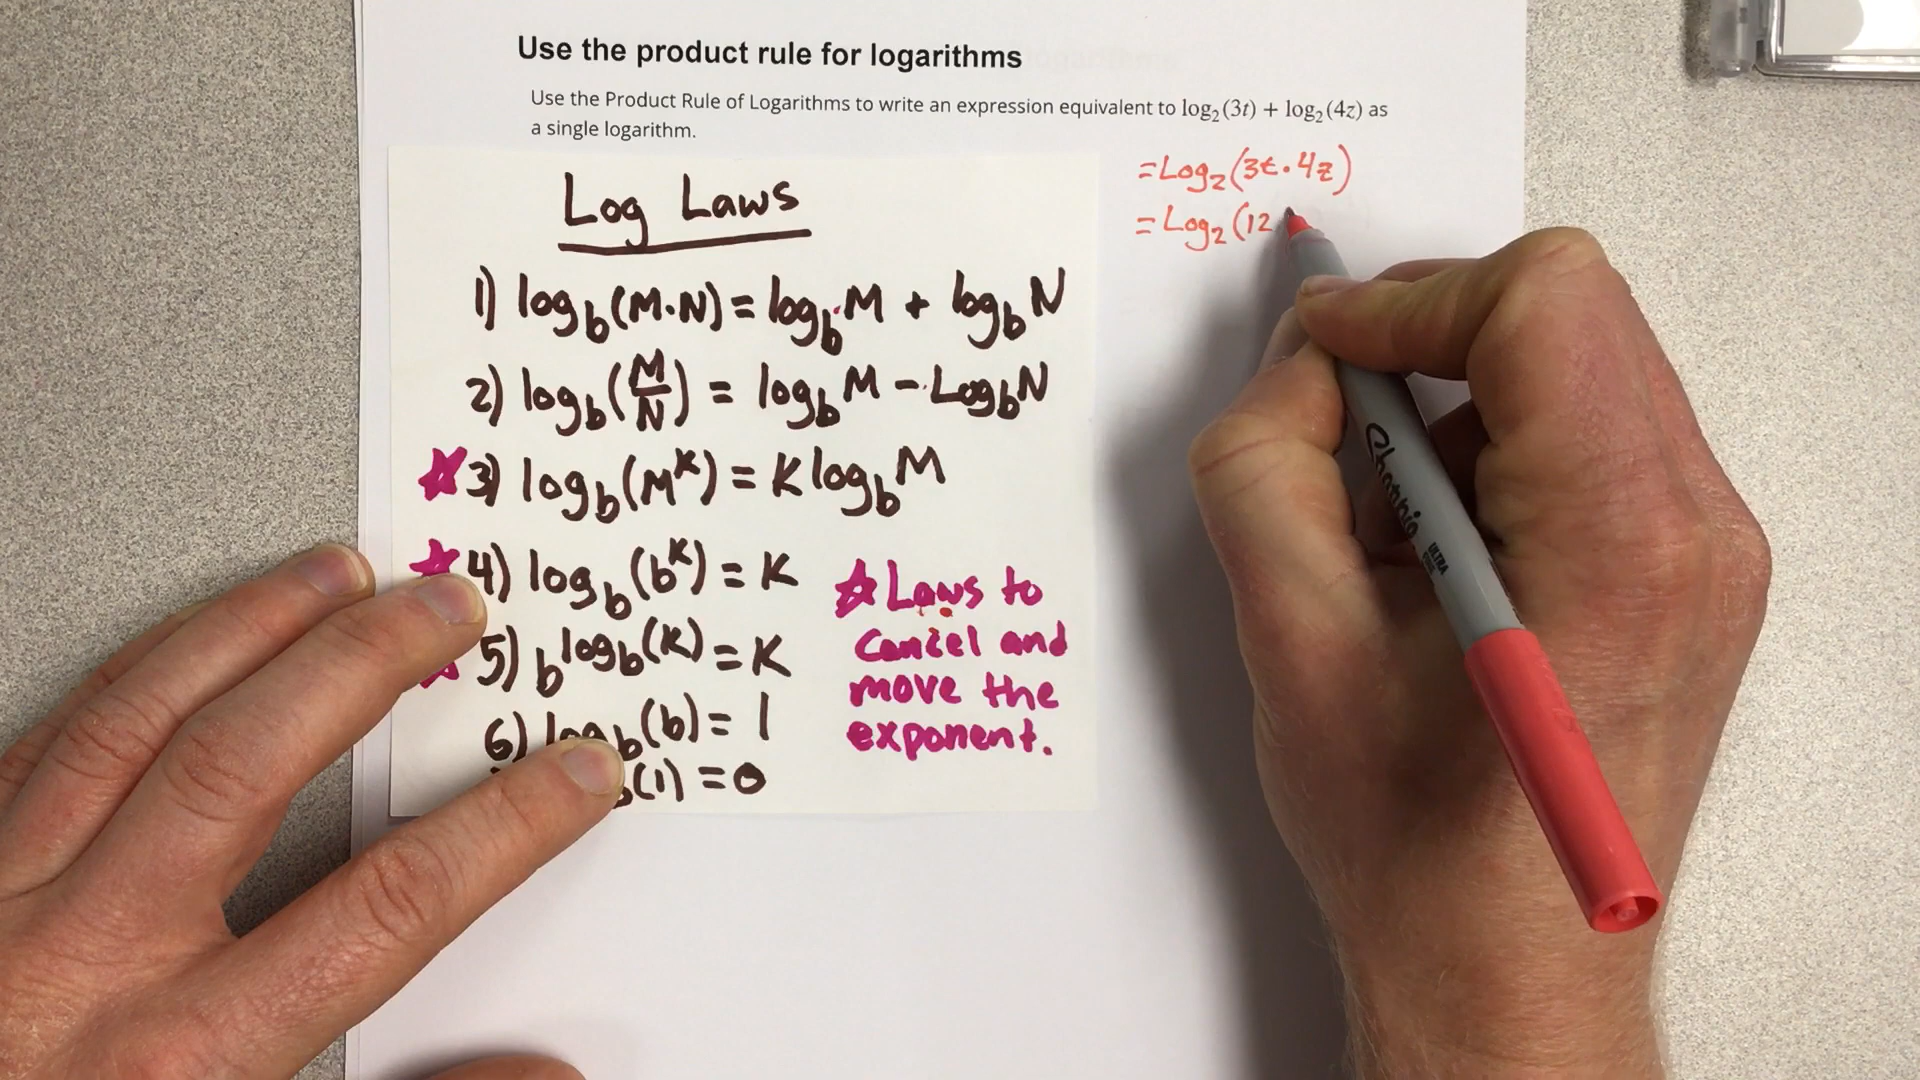 Use the product rule for logarithms
Use the Product Rule of Logarithms to write an expression equivalent to log₂(3t) + log₂(4z) as
a single logarithm.
=Log₂(3t·4z)
=Log₂(12
Log Laws
1) log_b(M·N)=log_b M + log_b N
2) log_b(M/N) = log_b M - Log_b N
3) log_b(M^K) = K log_b M
4) log_b(b^K) = K
5) b^log_b(K) = K
6) log_b(b) = 1
b(1) = 0
☆ Laws to
Cancel and
move the
exponent.
Sharpie
ULTRA
FINE